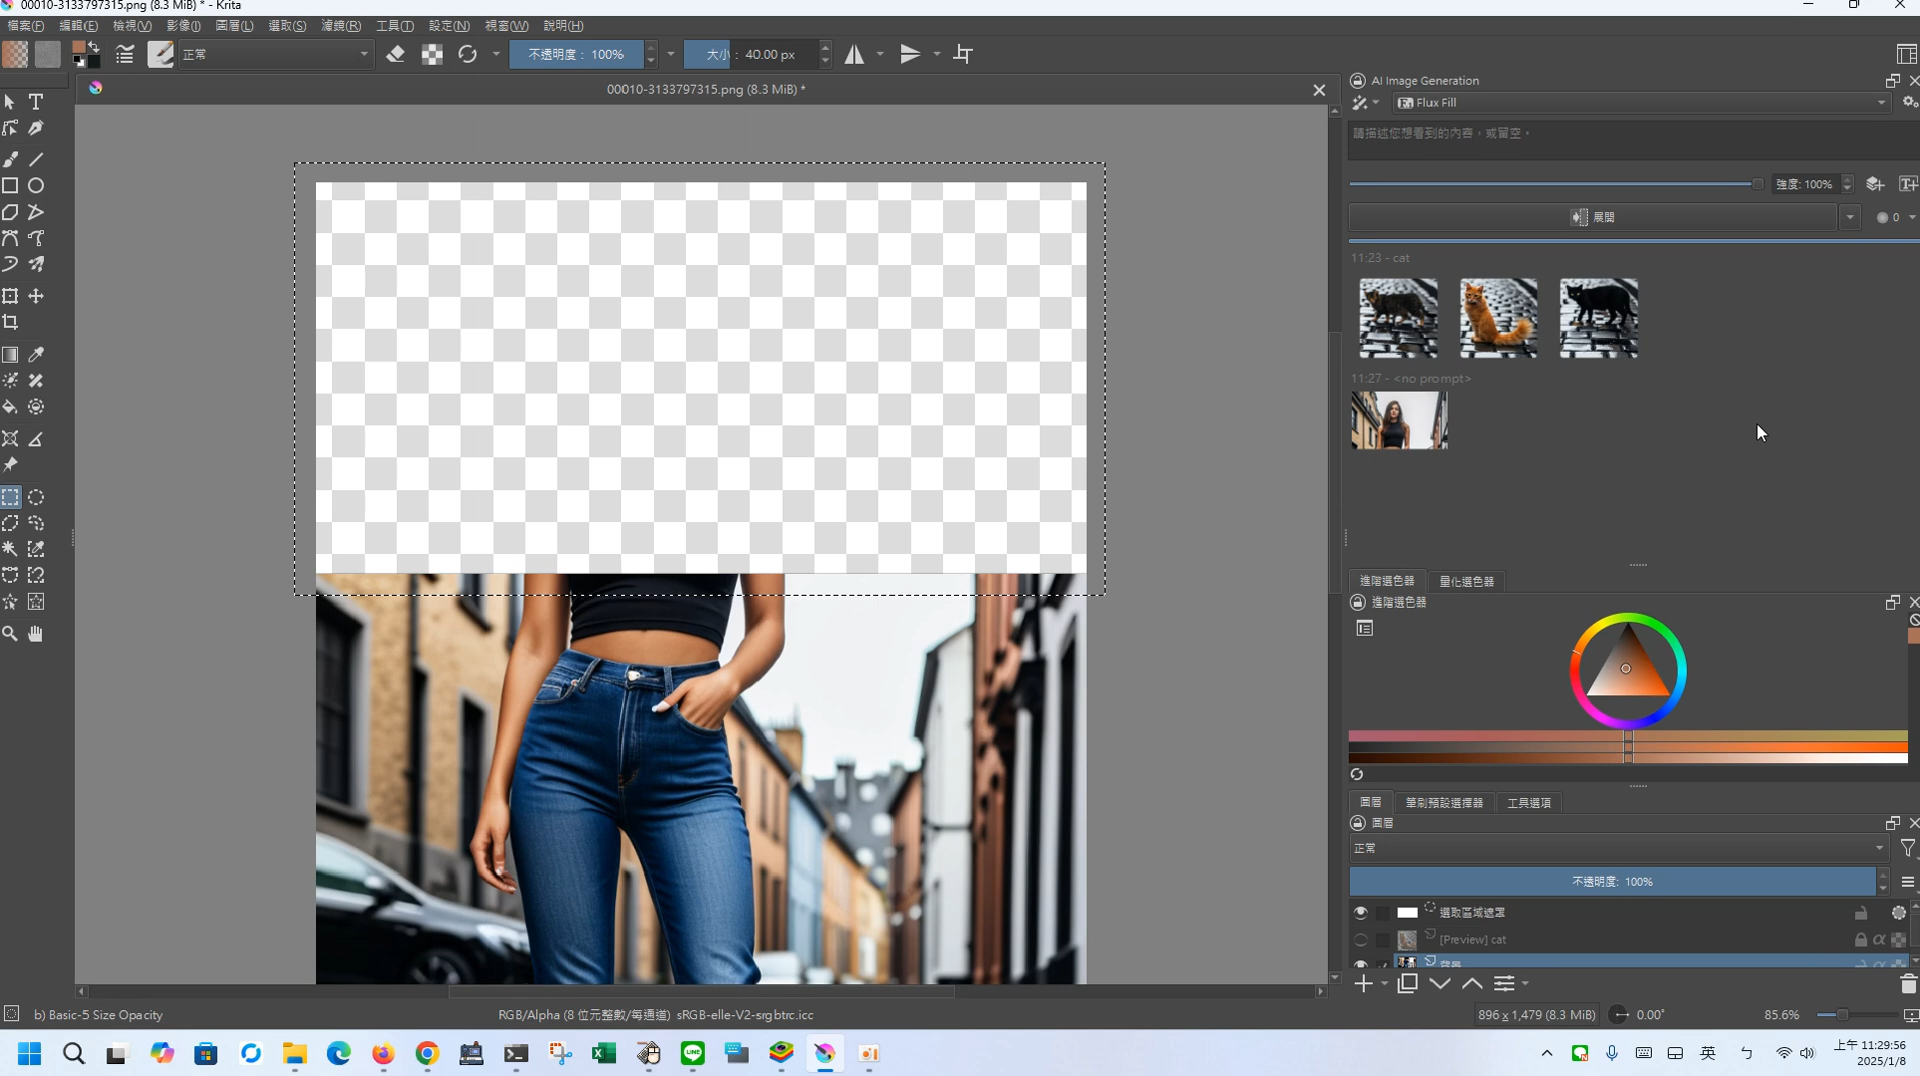 00010-3133797315.png (8.3 MiB) * - Krita
檔案(F) 編輯(E) 檢視(V) 影像(I) 圖層(L) 選取(S) 濾鏡(R) 工具(T) 設定(N) 視窗(W) 說明(H)
正常 不透明度： 100% 大小： 40.00 px
00010-3133797315.png (8.3 MiB) *
AI Image Generation
Flux Fill
請描述您想看到的內容，或留空。
強度: 100%
展開 0
11:23 - cat
11:27 - <no prompt>
進階選色器 量化選色器
進階選色器
圖層 筆刷預設選擇器 工具選項
圖層
正常
不透明度: 100%
選取區域遮罩
[Preview] cat
背景
b) Basic-5 Size Opacity RGB/Alpha (8 位元整數/每通道) sRGB-elle-V2-srgbtrc.icc 896 x 1,479 (8.3 MiB) 0.00° 85.6%
英 ㄅ 上午 11:29:56
2025/1/8